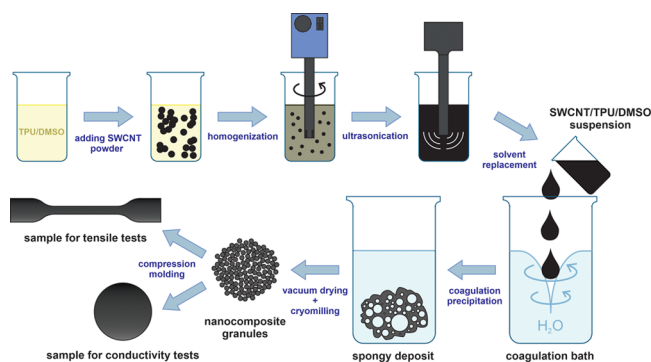 TPU/DMSO
adding SWCNT
powder
homogenization
ultrasonication
SWCNT/TPU/DMSO
suspension
solvent
replacement
H₂O
coagulation bath
coagulation
precipitation
spongy deposit
vacuum drying
+
cryomilling
nanocomposite
granules
compression
molding
sample for tensile tests
sample for conductivity tests